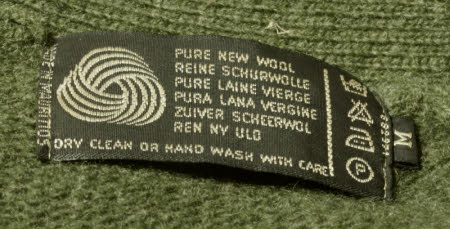 PURE NEW WOOL
REINE SCHURWOLLE
PURE LAINE VIERGE
PURA LANA VERGINE
ZUIVER SCHEERWOL
REN NY ULD
DRY CLEAN OR HAND WASH WITH CARE
P
M